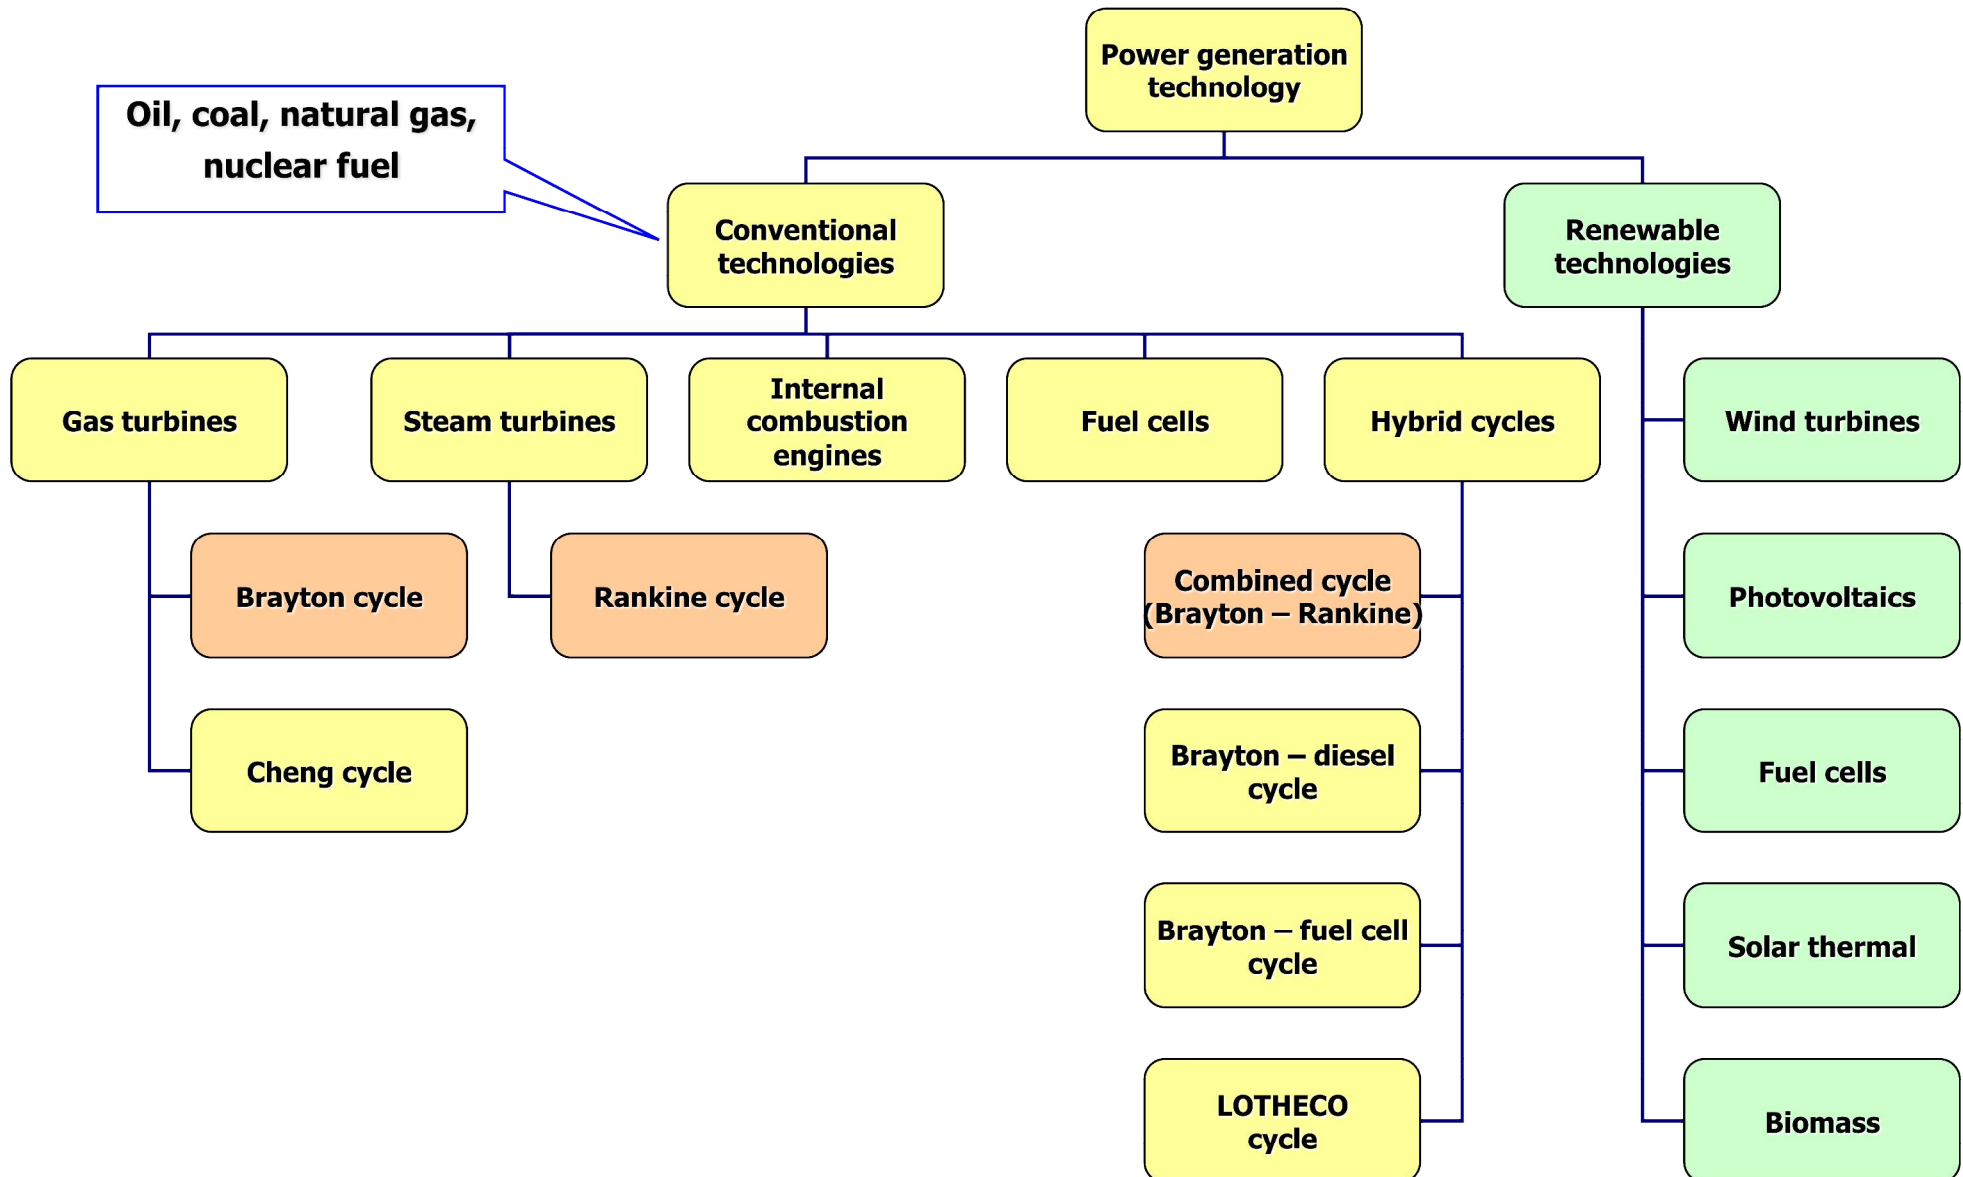 Power generation
technology
Oil, coal, natural gas,
nuclear fuel
Conventional
technologies
Renewable
technologies
Gas turbines
Steam turbines
Internal
combustion
engines
Fuel cells
Hybrid cycles
Wind turbines
Brayton cycle
Rankine cycle
Combined cycle
(Brayton – Rankine)
Photovoltaics
Cheng cycle
Brayton – diesel
cycle
Fuel cells
Brayton – fuel cell
cycle
Solar thermal
LOTHECO
cycle
Biomass